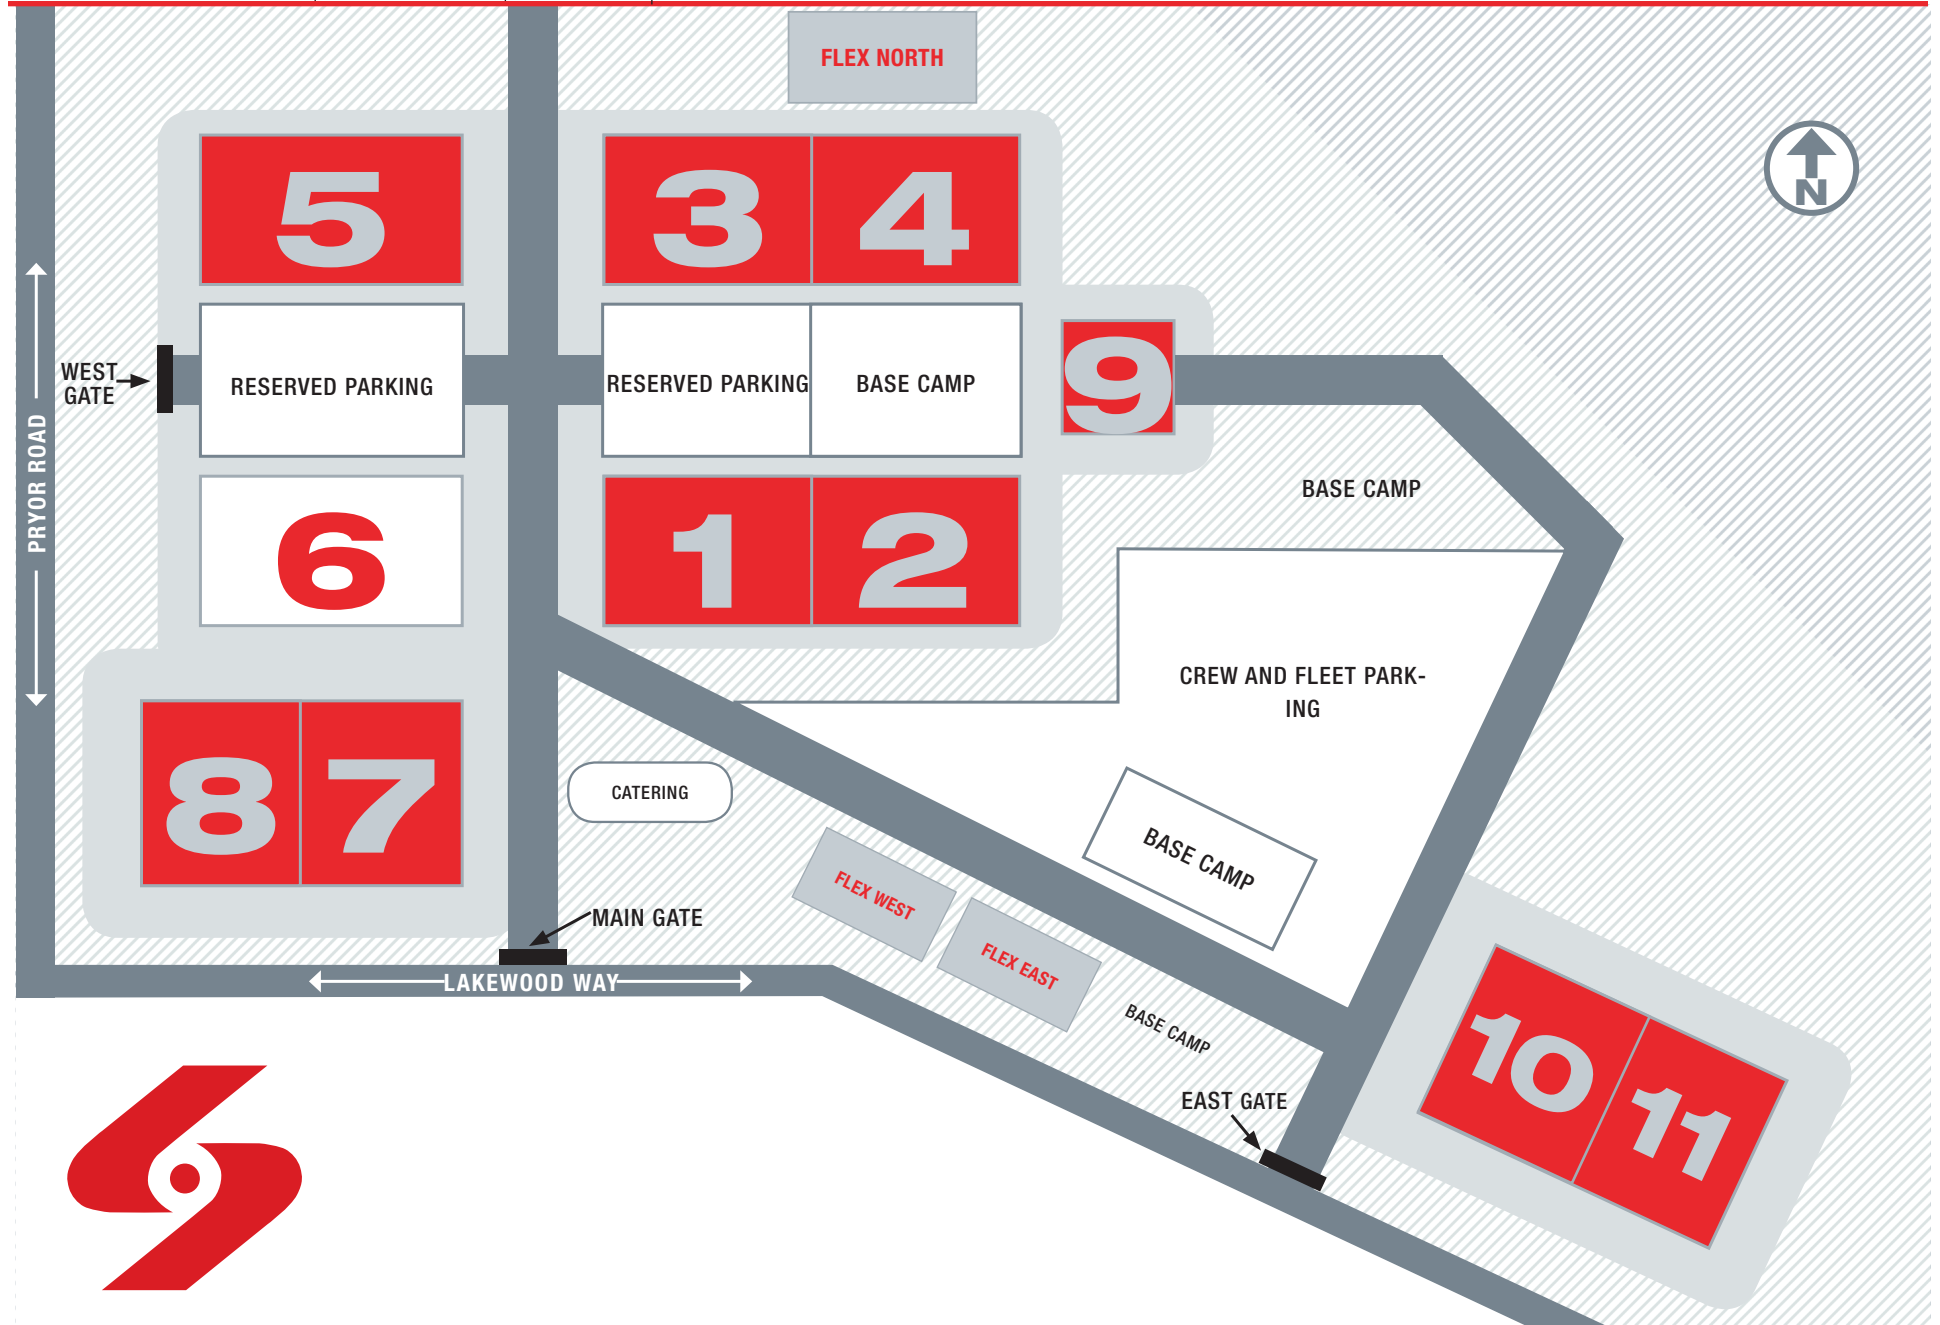 FLEX NORTH
5
3
4
N
WEST
GATE
RESERVED PARKING
RESERVED PARKING
BASE CAMP
9
PRYOR ROAD
BASE CAMP
6
1
2
CREW AND FLEET PARK-
ING
8
7
CATERING
BASE CAMP
FLEX WEST
MAIN GATE
FLEX EAST
LAKEWOOD WAY
BASE CAMP
10
11
EAST GATE